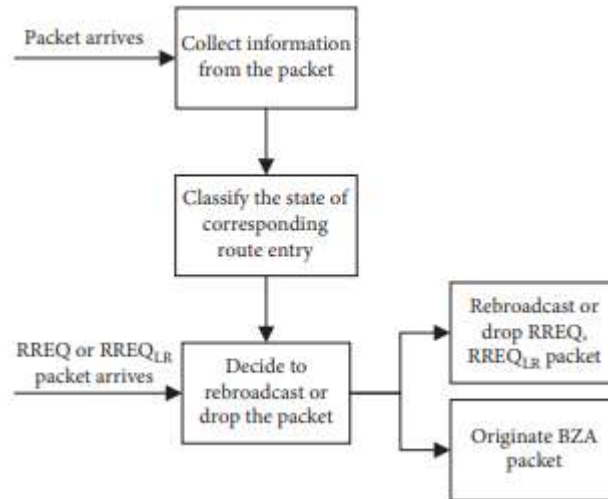 Packet arrives
Collect information
from the packet
Classify the state of
corresponding
route entry
RREQ or RREQLR
packet arrives
Decide to
rebroadcast or
drop the packet
Rebroadcast or
drop RREQ,
RREQLR packet
Originate BZA
packet